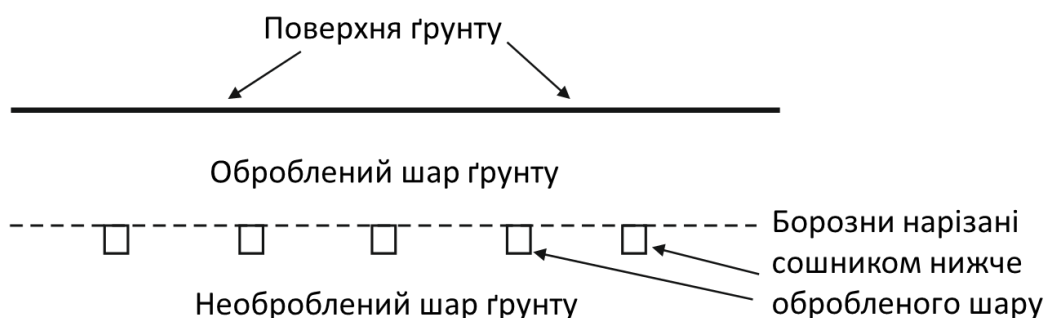 Поверхня ґрунту
Оброблений шар ґрунту
Борозни нарізані
сошником нижче
обробленого шару
Необроблений шар ґрунту